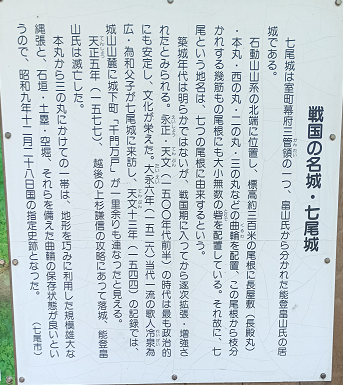 戦国の名城・七尾城
七尾城は室町幕府三管領の一つ、畠山氏から分かれた能登畠山氏の居
城である。
石動山山系の北端に位置し、標高約三百米の尾根に長屋敷(長殿丸)
・本丸・西の丸・二の丸・三の丸などの曲輪を配置、この尾根から枝分
かれする幾筋もの尾根にも大小無数の砦を配置している。それ故に、七
尾という地名は、七つの尾根に由来するという。
築城年代は明らかではないが、戦国期に入ってから逐次拡張・増強さ
れたとみられる。永正・天文(一五〇〇年代前半)の時代は最も政治的
にも安定し、文化が栄えた。大永六年(一五二六)当代一流の歌人冷泉為
広・為和父子が七尾城に来訪し、天文十三年(一五四四)の記録では、
城山山麓に城下町「千門万戸」が一里余りも連なったと見える。
天正五年(一五七七)、越後の上杉謙信の攻略にあって落城、能登畠
山氏は滅亡した。
本丸から三の丸にかけての一帯は、地形を巧みに利用した規模雄大な
縄張と、石垣・土塁・空堀、それらを備えた曲輪の保存状態が良いとい
うので、昭和九年十二月二十八日国の指定史跡となった。
(七尾市)